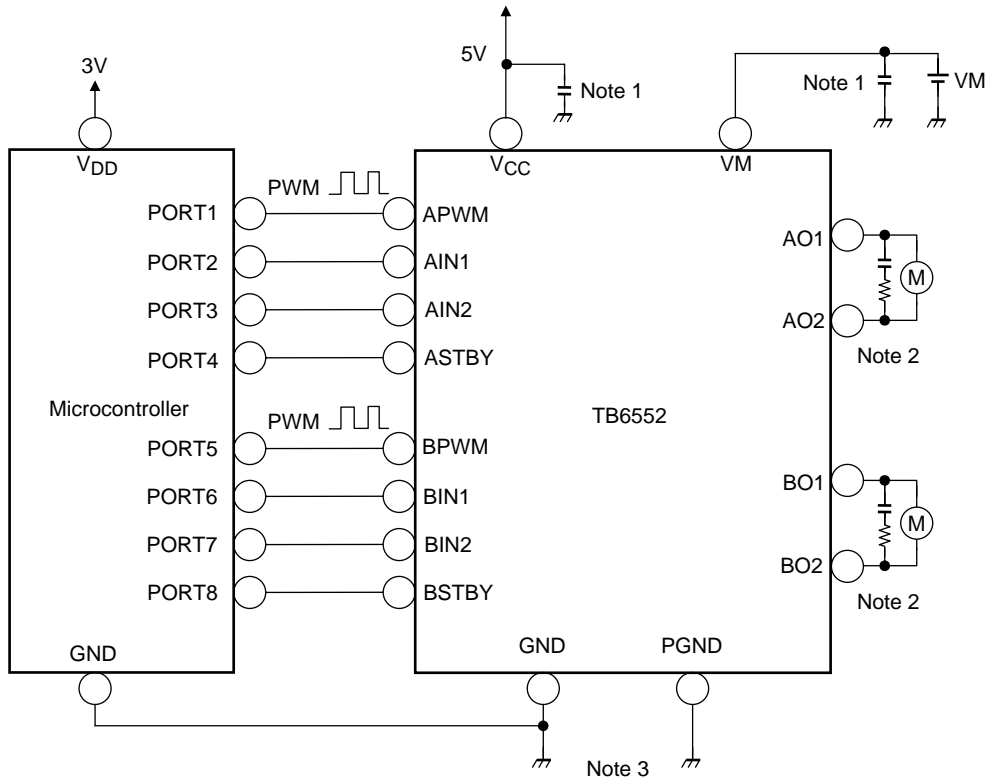 5V
3V
Note 1
Note 1
VM
VDD
VCC
VM
PORT1
PWM
APWM
AO1
PORT2
AIN1
M
PORT3
AIN2
AO2
PORT4
ASTBY
Note 2
Microcontroller
PWM
TB6552
PORT5
BPWM
BO1
PORT6
BIN1
M
PORT7
BIN2
BO2
PORT8
BSTBY
Note 2
GND
GND
PGND
Note 3